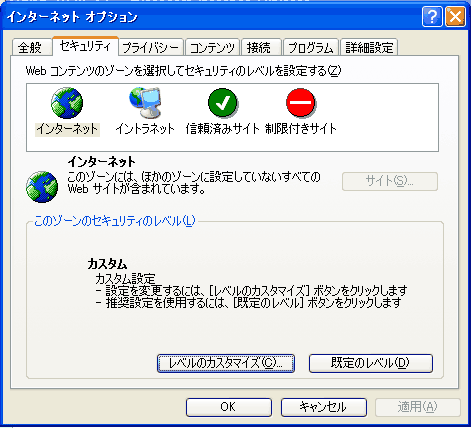 インターネット オプション
全般
セキュリティ
プライバシー
コンテンツ
接続
プログラム
詳細設定
Web コンテンツのゾーンを選択してセキュリティのレベルを設定する(Z)
インターネット
イントラネット
信頼済みサイト
制限付きサイト
インターネット
このゾーンには、ほかのゾーンに設定していないすべての
Web サイトが含まれています。
サイト(S)...
このゾーンのセキュリティのレベル(L)
カスタム
カスタム設定
- 設定を変更するには、[レベルのカスタマイズ] ボタンをクリックします
- 推奨設定を使用するには、[既定のレベル] ボタンをクリックします
レベルのカスタマイズ(C)...
既定のレベル(D)
OK
キャンセル
適用(A)